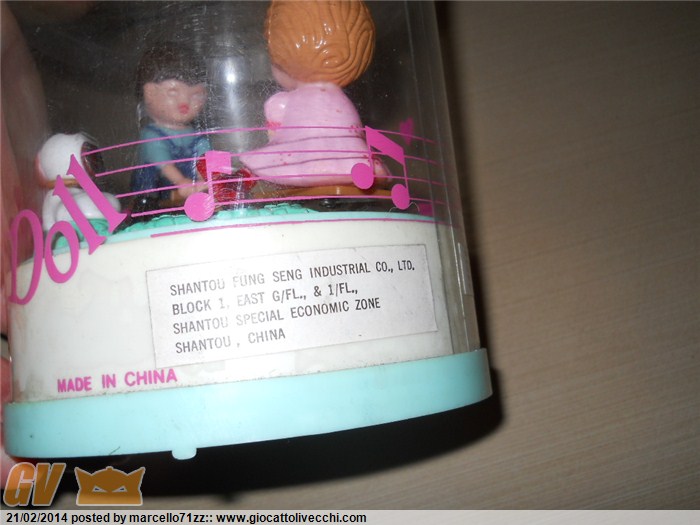 Doll
SHANTOU FUNG SENG INDUSTRIAL CO., LTD.
BLOCK 1, EAST G/FL., & 1/FL.,
SHANTOU SPECIAL ECONOMIC ZONE
SHANTOU , CHINA
MADE IN CHINA
GV
21/02/2014 posted by marcello71zz:: www.giocattolivecchi.com